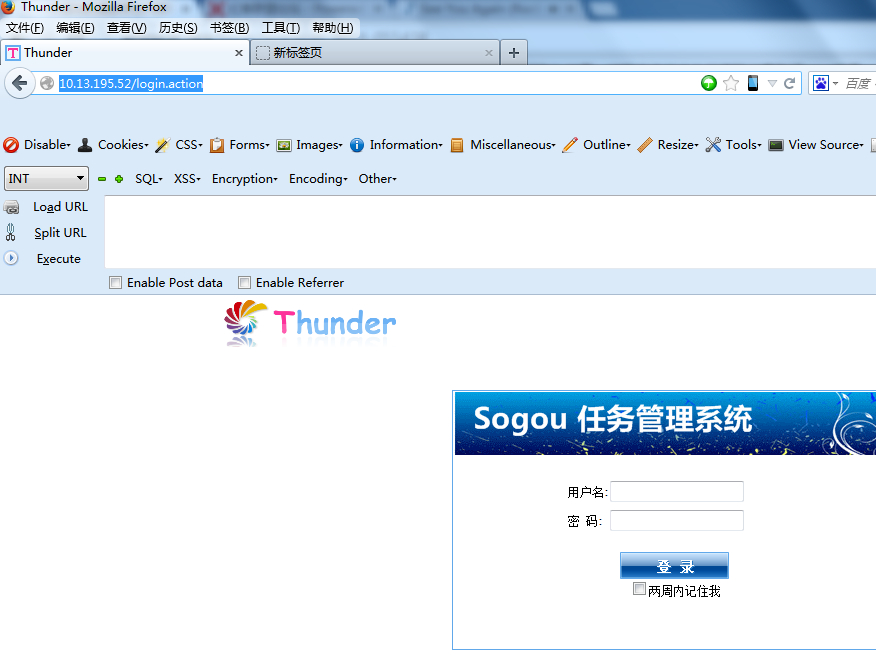 Thunder - Mozilla Firefox
文件(F) 编辑(E) 查看(V) 历史(S) 书签(B) 工具(T) 帮助(H)
Thunder × 新标签页 × +
10.13.195.52/login.action 百度
Disable Cookies CSS Forms Images Information Miscellaneous Outline Resize Tools View Source
INT SQL XSS Encryption Encoding Other
Load URL
Split URL
Execute
Enable Post data Enable Referrer
Thunder
Sogou 任务管理系统
用户名:
密 码:
登 录
两周内记住我